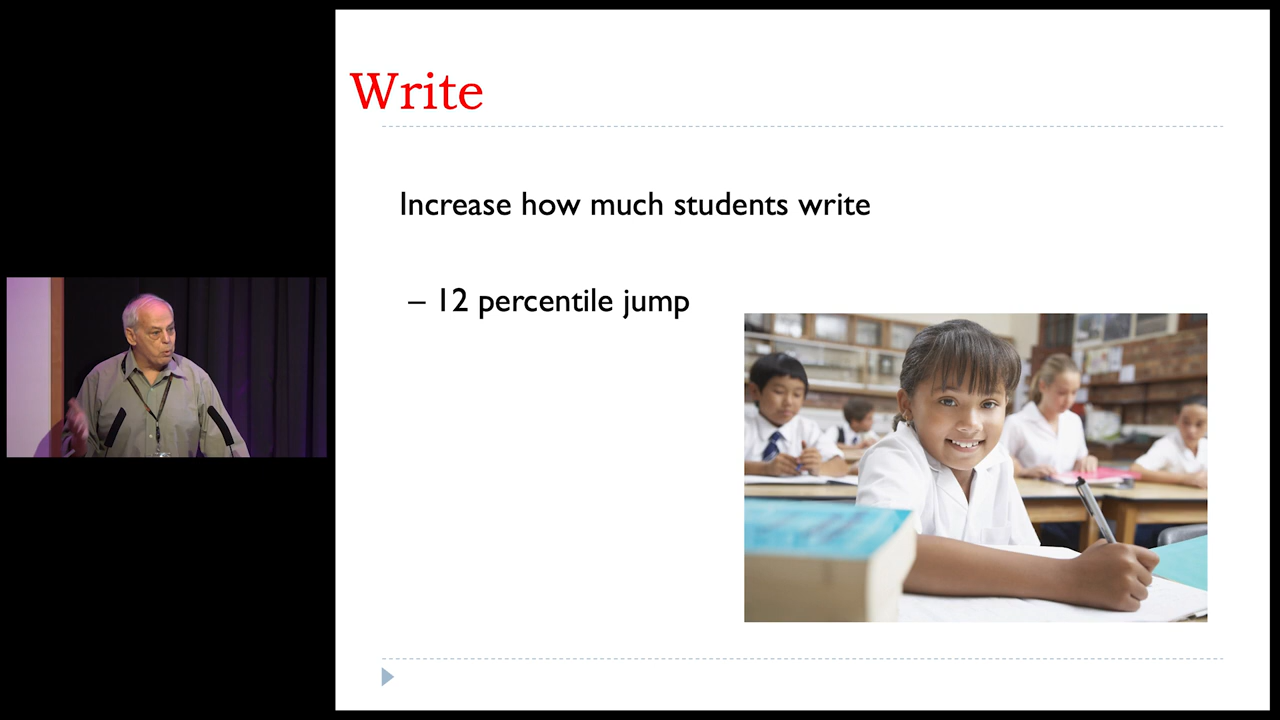 Write
Increase how much students write
– 12 percentile jump